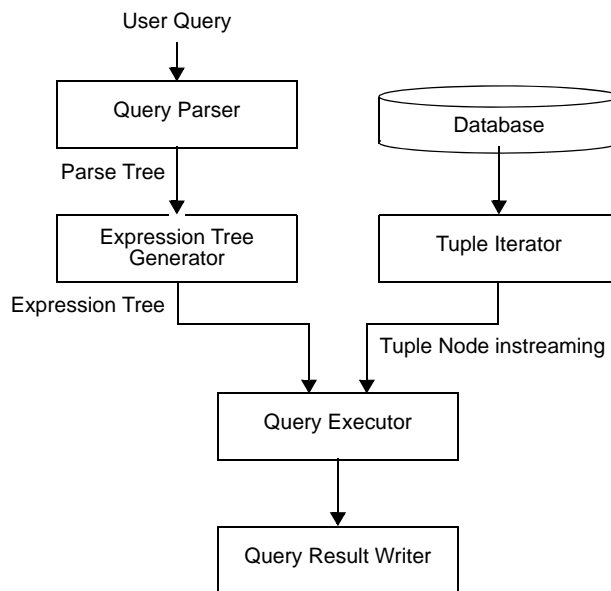 User Query
Query Parser
Database
Parse Tree
Expression Tree
Generator
Tuple Iterator
Expression Tree
Tuple Node instreaming
Query Executor
Query Result Writer